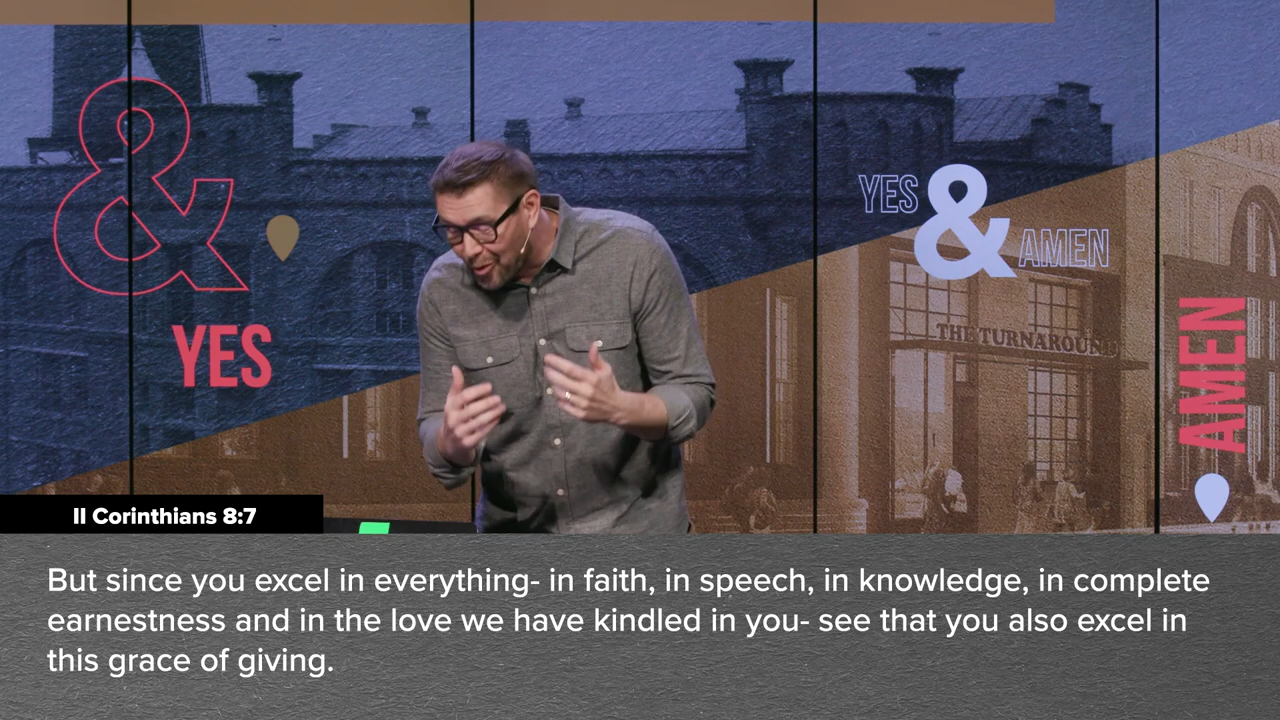 &
YES
YES
&
AMEN
THE TURNAROUND
AMEN
II Corinthians 8:7
But since you excel in everything- in faith, in speech, in knowledge, in complete
earnestness and in the love we have kindled in you- see that you also excel in
this grace of giving.